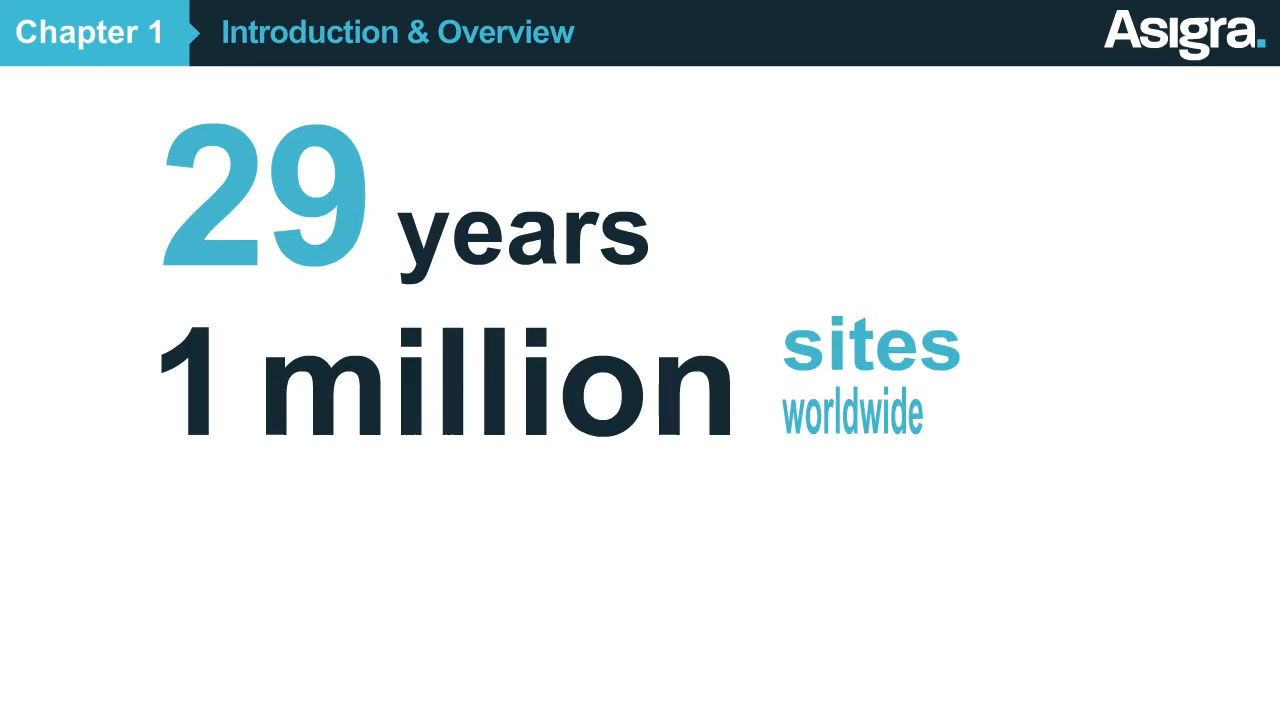 Chapter 1
Introduction & Overview
Asigra.
29 years
1 million sites
worldwide